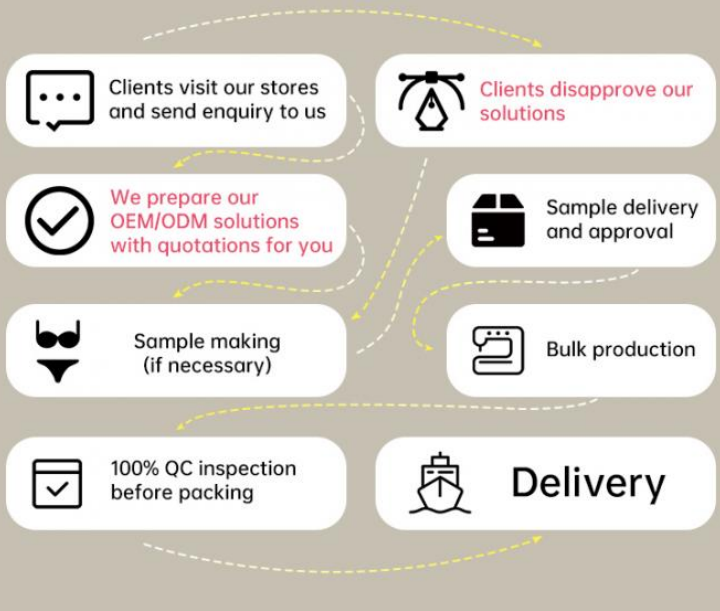 Clients visit our stores
and send enquiry to us
Clients disapprove our
solutions
We prepare our
OEM/ODM solutions
with quotations for you
Sample delivery
and approval
Sample making
(if necessary)
Bulk production
100% QC inspection
before packing
Delivery